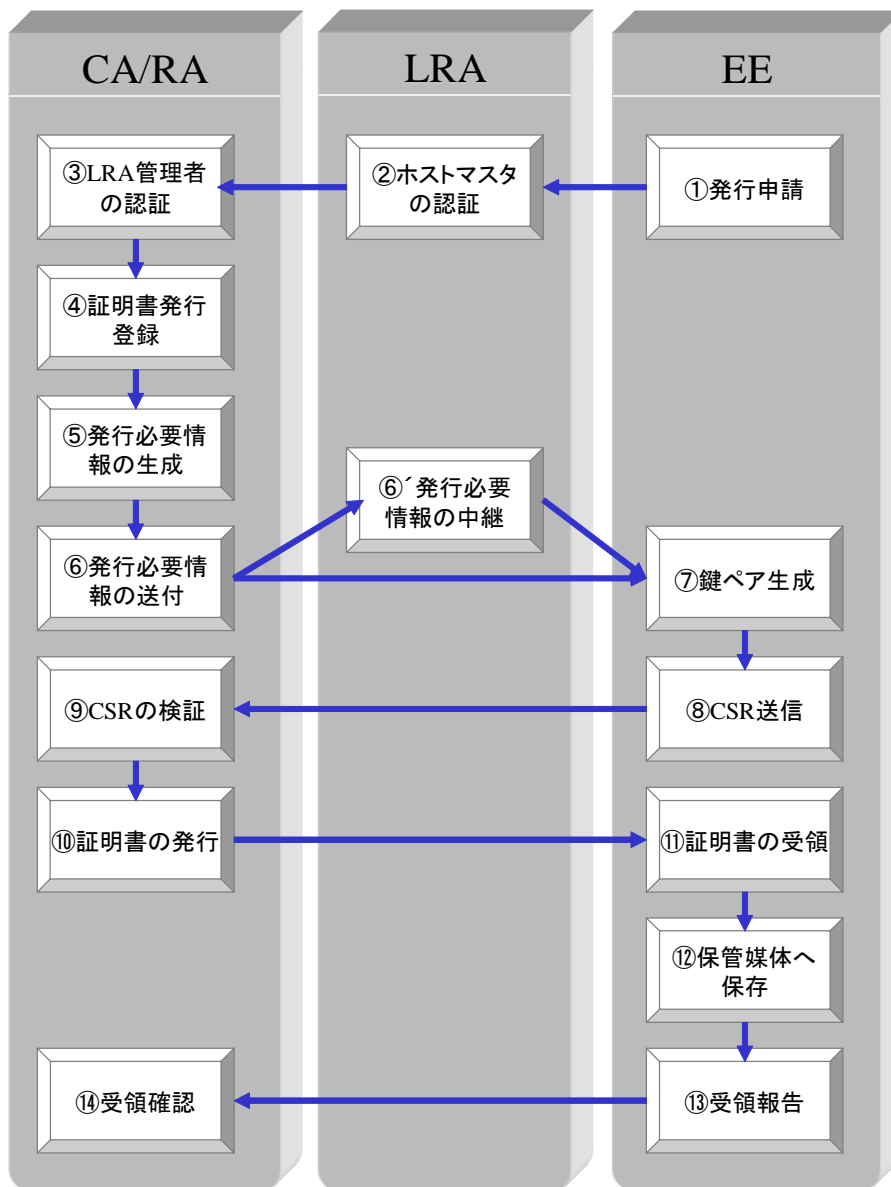 CA/RA
LRA
EE
③LRA管理者
の認証
②ホストマスタ
の認証
①発行申請
④証明書発行
登録
⑤発行必要情
報の生成
⑥´発行必要
情報の中継
⑥発行必要情
報の送付
⑦鍵ペア生成
⑨CSRの検証
⑧CSR送信
⑩証明書の発行
⑪証明書の受領
⑫保管媒体へ
保存
⑭受領確認
⑬受領報告